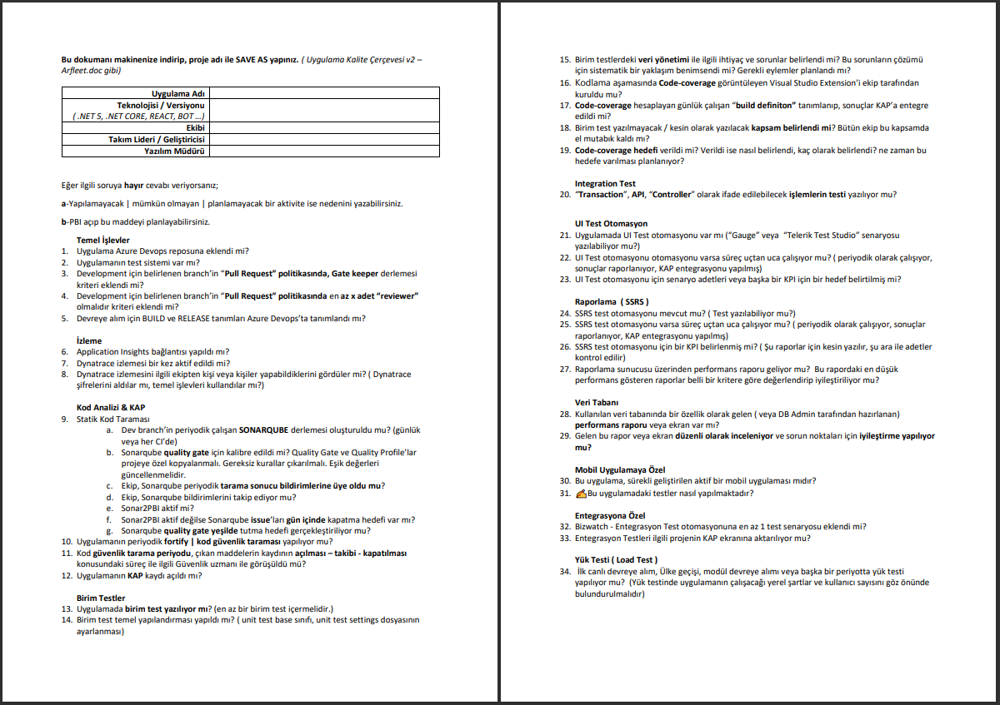 Bu dokumanı makinenize indirip, proje adı ile SAVE AS yapınız. ( Uygulama Kalite Çerçevesi v2 –
Arfleet.doc gibi)
Uygulama Adı
Teknolojisi / Versiyonu
( .NET 5, .NET CORE, REACT, BOT …)
Ekibi
Takım Lideri / Geliştiricisi
Yazılım Müdürü
Eğer ilgili soruya hayır cevabı veriyorsanız;
a-Yapılamayacak | mümkün olmayan | planlamayacak bir aktivite ise nedenini yazabilirsiniz.
b-PBI açıp bu maddeyi planlayabilirsiniz.
Temel İşlevler
1. Uygulama Azure Devops reposuna eklendi mi?
2. Uygulamanın test sistemi var mı?
3. Development için belirlenen branch’in “Pull Request” politikasında, Gate keeper derlemesi
kriteri eklendi mi?
4. Development için belirlenen branch’in “Pull Request” politikasında en az x adet “reviewer”
olmalıdır kriteri eklendi mi?
5. Devreye alım için BUILD ve RELEASE tanımları Azure Devops’ta tanımlandı mı?
İzleme
6. Application Insights bağlantısı yapıldı mı?
7. Dynatrace izlemesi bir kez aktif edildi mi?
8. Dynatrace izlemesini ilgili ekipten kişi veya kişiler yapabildiklerini gördüler mi? ( Dynatrace
şifrelerini aldılar mı, temel işlevleri kullandılar mı?)
Kod Analizi & KAP
9. Statik Kod Taraması
a. Dev branch’in periyodik çalışan SONARQUBE derlemesi oluşturuldu mu? (günlük
veya her CI’de)
b. Sonarqube quality gate için kalibre edildi mi? Quality Gate ve Quality Profile’lar
projeye özel kopyalanmalı. Gereksiz kurallar çıkarılmalı. Eşik değerleri
güncellenmelidir.
c. Ekip, Sonarqube periyodik tarama sonucu bildirimlerine üye oldu mu?
d. Ekip, Sonarqube bildirimlerini takip ediyor mu?
e. Sonar2PBI aktif mi?
f. Sonar2PBI aktif değilse Sonarqube issue’ları gün içinde kapatma hedefi var mı?
g. Sonarqube quality gate yeşilde tutma hedefi gerçekleştiriliyor mu?
10. Uygulamanın periyodik fortify | kod güvenlik taraması yapılıyor mu?
11. Kod güvenlik tarama periyodu, çıkan maddelerin kaydının açılması – takibi - kapatılması
konusundaki süreç ile ilgili Güvenlik uzmanı ile görüşüldü mü?
12. Uygulamanın KAP kaydı açıldı mı?
Birim Testler
13. Uygulamada birim test yazılıyor mı? (en az bir birim test içermelidir.)
14. Birim test temel yapılandırması yapıldı mı? ( unit test base sınıfı, unit test settings dosyasının
ayarlanması)
15. Birim testlerdeki veri yönetimi ile ilgili ihtiyaç ve sorunlar belirlendi mi? Bu sorunların çözümü
için sistematik bir yaklaşım benimsendi mi? Gerekli eylemler planlandı mı?
16. Kodlama aşamasında Code-coverage görüntüleyen Visual Studio Extension’i ekip tarafından
kuruldu mu?
17. Code-coverage hesaplayan günlük çalışan “build definiton” tanımlanıp, sonuçlar KAP’a entegre
edildi mi?
18. Birim test yazılmayacak / kesin olarak yazılacak kapsam belirlendi mi? Bütün ekip bu kapsamda
el mutabık kaldı mı?
19. Code-coverage hedefi verildi mi? Verildi ise nasıl belirlendi, kaç olarak belirlendi? ne zaman bu
hedefe varılması planlanıyor?
Integration Test
20. “Transaction”, API, “Controller” olarak ifade edilebilecek işlemlerin testi yazılıyor mu?
UI Test Otomasyon
21. Uygulamada UI Test otomasyonu var mı (“Gauge” veya “Telerik Test Studio” senaryosu
yazılabiliyor mu?)
22. UI Test otomasyonu otomasyonu varsa süreç uçtan uca çalışıyor mu? ( periyodik olarak çalışıyor,
sonuçlar raporlanıyor, KAP entegrasyonu yapılmış)
23. UI Test otomasyonu için senaryo adetleri veya başka bir KPI için bir hedef belirtilmiş mi?
Raporlama ( SSRS )
24. SSRS test otomasyonu mevcut mu? ( Test yazılabiliyor mu?)
25. SSRS test otomasyonu varsa süreç uçtan uca çalışıyor mu? ( periyodik olarak çalışıyor, sonuçlar
raporlanıyor, KAP entegrasyonu yapılmış)
26. SSRS test otomasyonu için bir KPI belirlenmiş mi? ( Şu raporlar için kesin yazılır, şu ara ile adetler
kontrol edilir)
27. Raporlama sunucusu üzerinden performans raporu geliyor mu? Bu rapordaki en düşük
performans gösteren raporlar belli bir kritere göre değerlendirip iyileştiriliyor mu?
Veri Tabanı
28. Kullanılan veri tabanında bir özellik olarak gelen ( veya DB Admin tarafından hazırlanan)
performans raporu veya ekran var mı?
29. Gelen bu rapor veya ekran düzenli olarak inceleniyor ve sorun noktaları için iyileştirme yapılıyor
mu?
Mobil Uygulamaya Özel
30. Bu uygulama, sürekli geliştirilen aktif bir mobil uygulaması mıdır?
31. ✍Bu uygulamadaki testler nasıl yapılmaktadır?
Entegrasyona Özel
32. Bizwatch - Entegrasyon Test otomasyonuna en az 1 test senaryosu eklendi mi?
33. Entegrasyon Testleri ilgili projenin KAP ekranına aktarılıyor mu?
Yük Testi ( Load Test )
34. İlk canlı devreye alım, Ülke geçişi, modül devreye alımı veya başka bir periyotta yük testi
yapılıyor mu? (Yük testinde uygulamanın çalışacağı yerel şartlar ve kullanıcı sayısını göz önünde
bulundurulmalıdır)